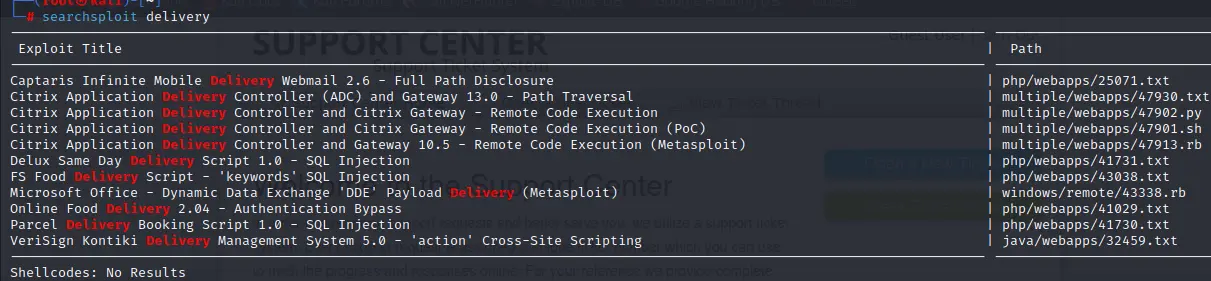 (root㉿kali)-[~]
# searchsploit delivery
Exploit Title | Path
Captaris Infinite Mobile Delivery Webmail 2.6 - Full Path Disclosure | php/webapps/25071.txt
Citrix Application Delivery Controller (ADC) and Gateway 13.0 - Path Traversal | multiple/webapps/47930.txt
Citrix Application Delivery Controller and Citrix Gateway - Remote Code Execution | multiple/webapps/47902.py
Citrix Application Delivery Controller and Citrix Gateway - Remote Code Execution (PoC) | multiple/webapps/47901.sh
Citrix Application Delivery Controller and Gateway 10.5 - Remote Code Execution (Metasploit) | multiple/webapps/47913.rb
Delux Same Day Delivery Script 1.0 - SQL Injection | php/webapps/41731.txt
FS Food Delivery Script - 'keywords' SQL Injection | php/webapps/43038.txt
Microsoft Office - Dynamic Data Exchange 'DDE' Payload Delivery (Metasploit) | windows/remote/43338.rb
Online Food Delivery 2.04 - Authentication Bypass | php/webapps/41029.txt
Parcel Delivery Booking Script 1.0 - SQL Injection | php/webapps/41730.txt
VeriSign Kontiki Delivery Management System 5.0 - 'action' Cross-Site Scripting | java/webapps/32459.txt
Shellcodes: No Results
SUPPORT CENTER
Support Ticket System
the Support Center